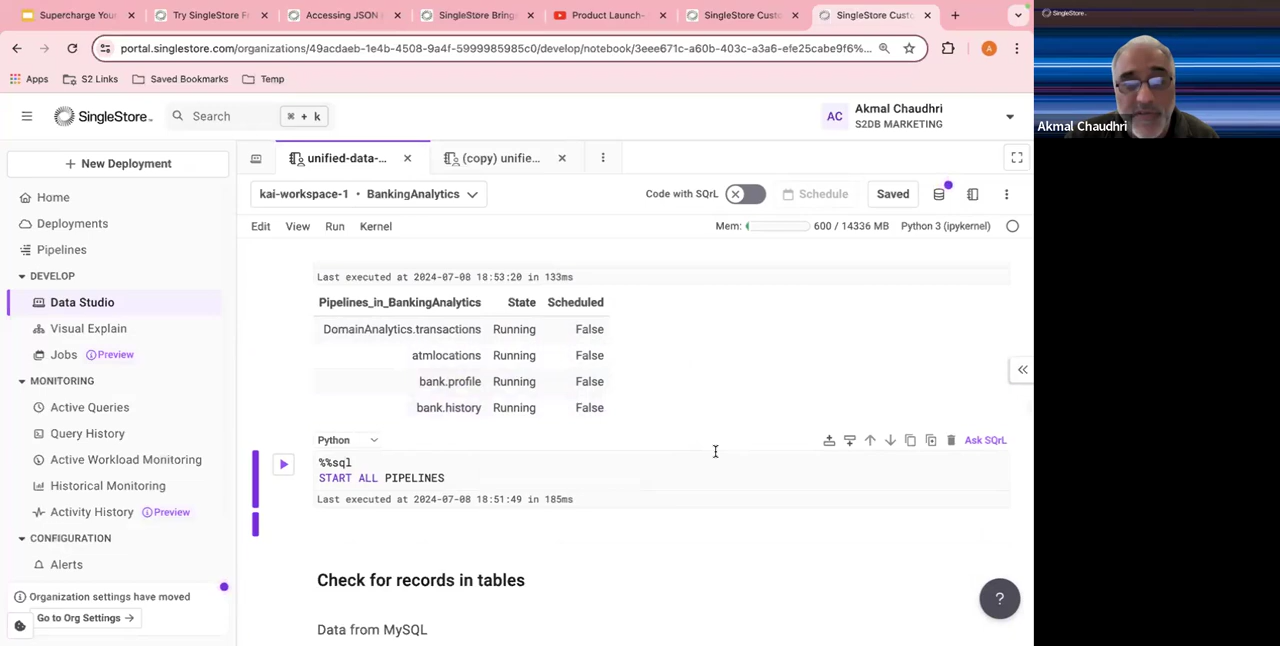 Supercharge Your
Try SingleStore F
Accessing JSON
SingleStore Bring
Product Launch-
SingleStore Custo
SingleStore Custo
portal.singlestore.com/organizations/49acdaeb-1e4b-4508-9a4f-5999985985c0/develop/notebook/3eee671c-a60b-403c-a3a6-efe25cabe9f6%...
A
Apps
S2 Links
Saved Bookmarks
Temp
SingleStore
Akmal Chaudhri
SingleStore
Search
⌘ + k
AC
Akmal Chaudhri
S2DB MARKETING
+ New Deployment
Home
Deployments
Pipelines
DEVELOP
Data Studio
Visual Explain
Jobs
Preview
MONITORING
Active Queries
Query History
Active Workload Monitoring
Historical Monitoring
Activity History
Preview
CONFIGURATION
Alerts
Organization settings have moved
Go to Org Settings →
unified-data-...
(copy) unifie...
kai-workspace-1 • BankingAnalytics
Code with SQrL
Schedule
Saved
Edit
View
Run
Kernel
Mem:
600 / 14336 MB
Python 3 (ipykernel)
Last executed at 2024-07-08 18:53:20 in 133ms
Pipelines_in_BankingAnalytics State Scheduled
DomainAnalytics.transactions Running False
atmlocations Running False
bank.profile Running False
bank.history Running False
Python
Ask SQrL
%%sql
START ALL PIPELINES
Last executed at 2024-07-08 18:51:49 in 185ms
Check for records in tables
Data from MySQL
?